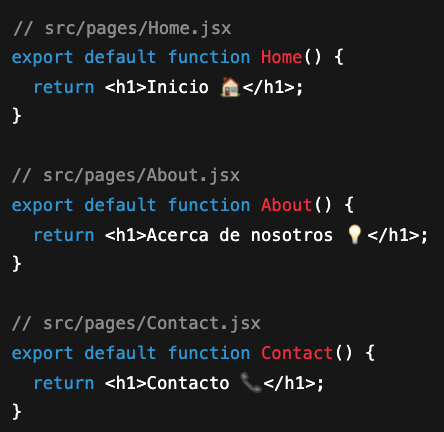 // src/pages/Home.jsx
export default function Home() {
  return <h1>Inicio 🏠</h1>;
}

// src/pages/About.jsx
export default function About() {
  return <h1>Acerca de nosotros 💡</h1>;
}

// src/pages/Contact.jsx
export default function Contact() {
  return <h1>Contacto 📞</h1>;
}